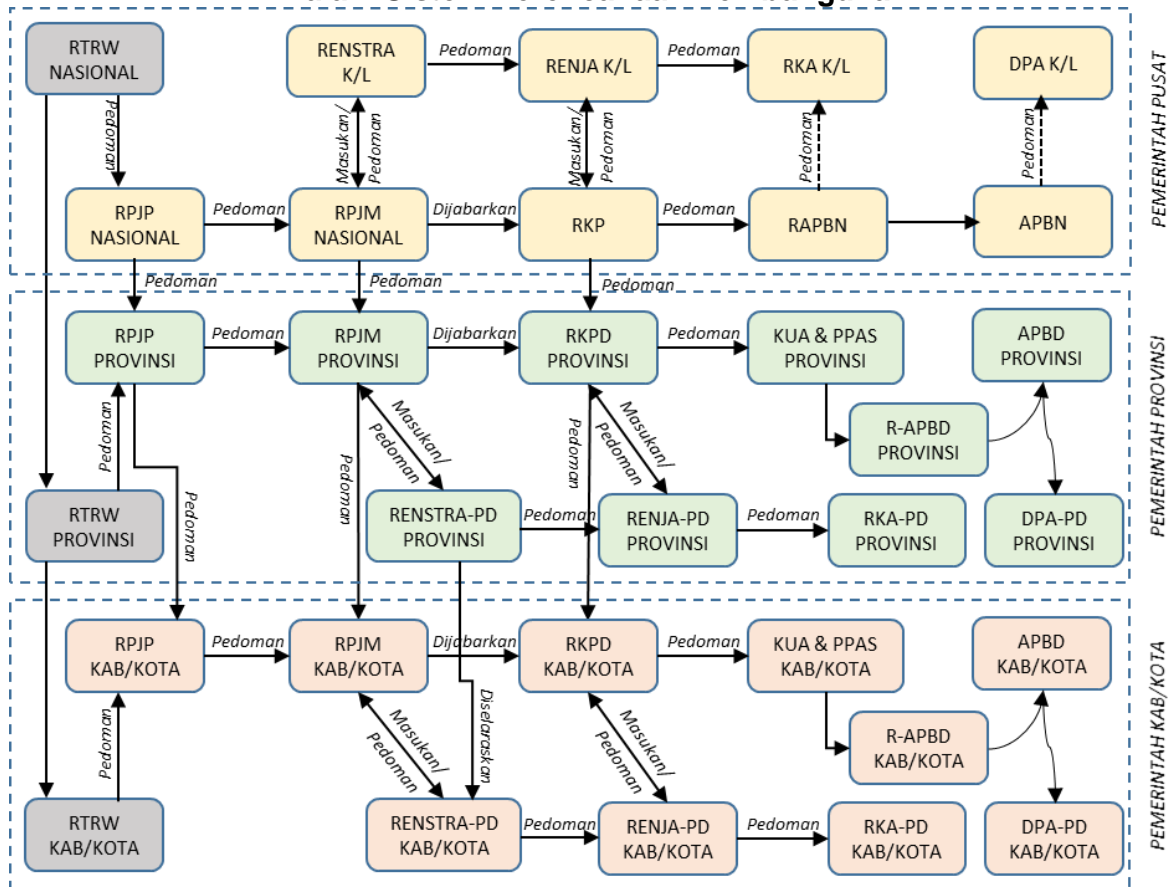 RTRW
NASIONAL
RENSTRA
K/L
Pedoman
RENJA K/L
Pedoman
RKA K/L
DPA K/L
Pedoman
Masukan/
Pedoman
Masukan/
Pedoman
Pedoman
Pedoman
RPJP
NASIONAL
Pedoman
RPJM
NASIONAL
Dijabarkan
RKP
Pedoman
RAPBN
APBN
PEMERINTAH PUSAT
Pedoman
Pedoman
Pedoman
RPJP
PROVINSI
Pedoman
RPJM
PROVINSI
Dijabarkan
RKPD
PROVINSI
Pedoman
KUA & PPAS
PROVINSI
APBD
PROVINSI
Pedoman
Masukan/
Pedoman
Pedoman
Masukan/
Pedoman
R-APBD
PROVINSI
Pedoman
Pedoman
RTRW
PROVINSI
RENSTRA-PD
PROVINSI
Pedoman
RENJA-PD
PROVINSI
Pedoman
RKA-PD
PROVINSI
DPA-PD
PROVINSI
PEMERINTAH PROVINSI
RPJP
KAB/KOTA
Pedoman
RPJM
KAB/KOTA
Dijabarkan
RKPD
KAB/KOTA
Pedoman
KUA & PPAS
KAB/KOTA
APBD
KAB/KOTA
Pedoman
Masukan/
Pedoman
Diselaraskan
Masukan/
Pedoman
R-APBD
KAB/KOTA
RTRW
KAB/KOTA
RENSTRA-PD
KAB/KOTA
Pedoman
RENJA-PD
KAB/KOTA
Pedoman
RKA-PD
KAB/KOTA
DPA-PD
KAB/KOTA
PEMERINTAH KAB/KOTA